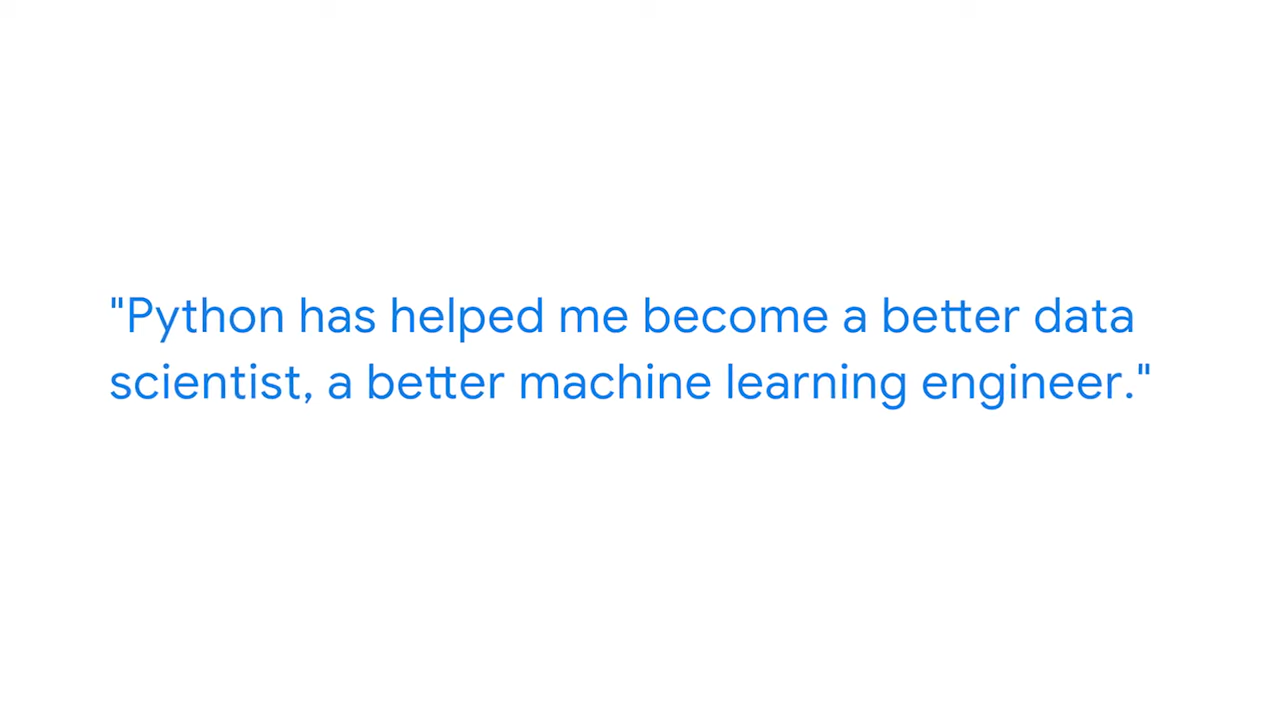 "Python has helped me become a better data
scientist, a better machine learning engineer."